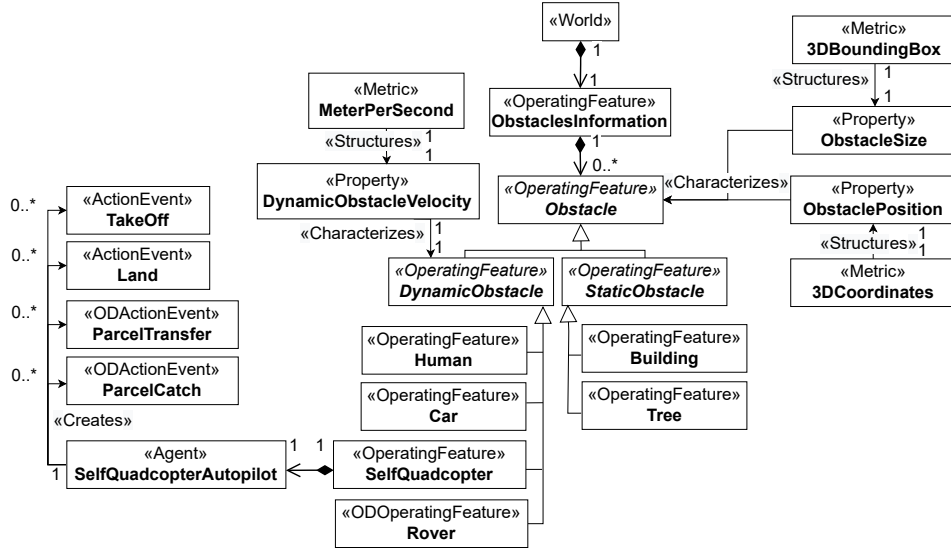 «World»
1
1
«OperatingFeature»
ObstaclesInformation
1
0..*
«Metric»
3DBoundingBox
«Structures»
1
1
«Property»
ObstacleSize
«Metric»
MeterPerSecond
«Structures»
1
1
«Property»
DynamicObstacleVelocity
«Characterizes»
1
1
«OperatingFeature»
Obstacle
«Characterizes»
«Property»
ObstaclePosition
«Structures»
1
1
«Metric»
3DCoordinates
«OperatingFeature»
DynamicObstacle
«OperatingFeature»
StaticObstacle
0..*
«ActionEvent»
TakeOff
0..*
«ActionEvent»
Land
0..*
«ODActionEvent»
ParcelTransfer
0..*
«ODActionEvent»
ParcelCatch
«Creates»
1
«Agent»
SelfQuadcopterAutopilot
1
1
«OperatingFeature»
Human
«OperatingFeature»
Car
«OperatingFeature»
SelfQuadcopter
«ODOperatingFeature»
Rover
«OperatingFeature»
Building
«OperatingFeature»
Tree